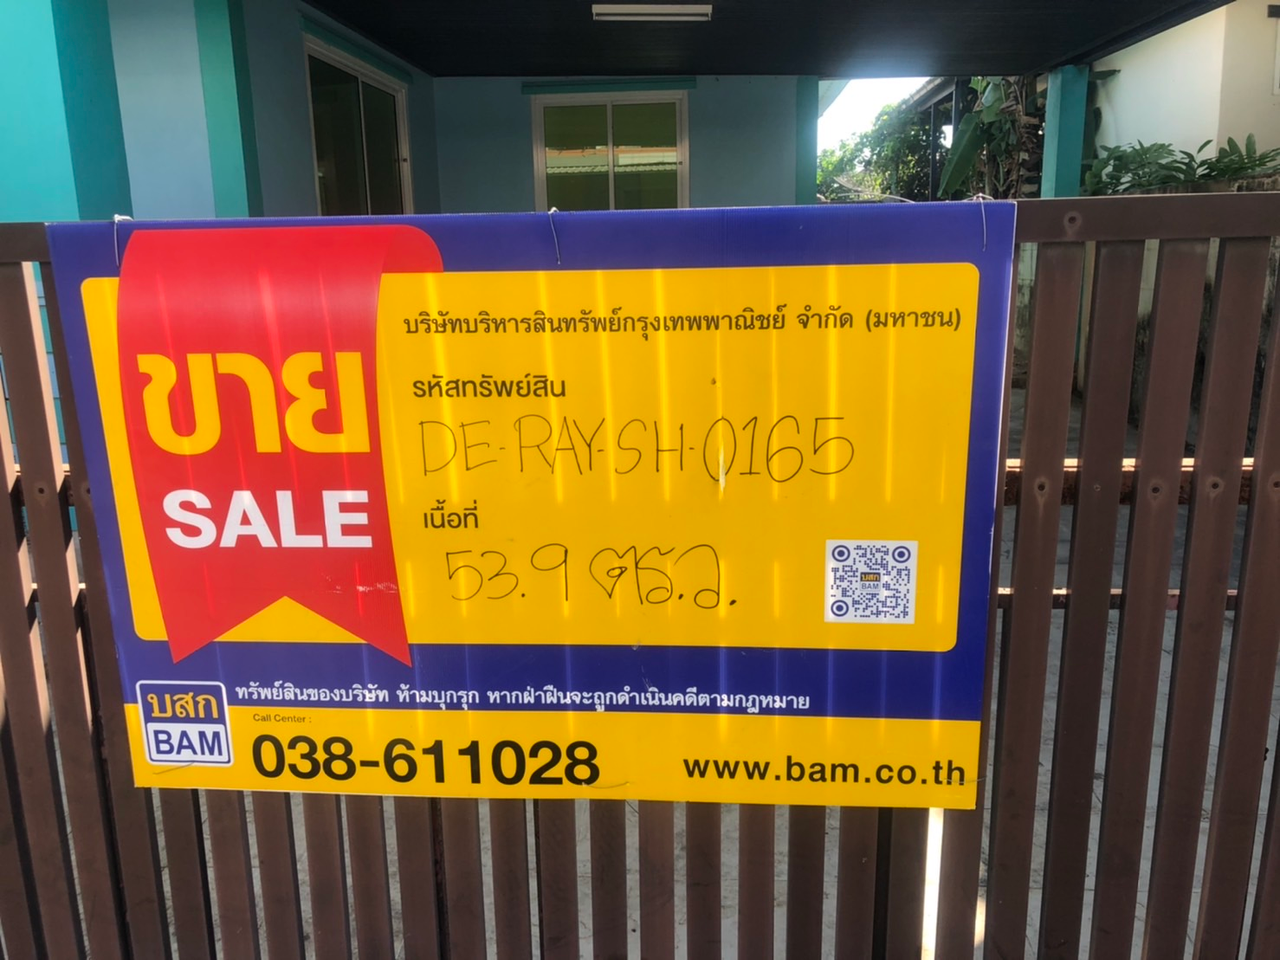 ขาย
SALE
บริษัทบริหารสินทรัพย์กรุงเทพพาณิชย์ จำกัด (มหาชน)
รหัสทรัพย์สิน
DE-RAY-SH-0165
เนื้อที่
53.9 ตร.ว.
บสก
BAM
บสก
BAM
ทรัพย์สินของบริษัท ห้ามบุกรุก หากฝ่าฝืนจะถูกดำเนินคดีตามกฎหมาย
Call Center :
038-611028
www.bam.co.th